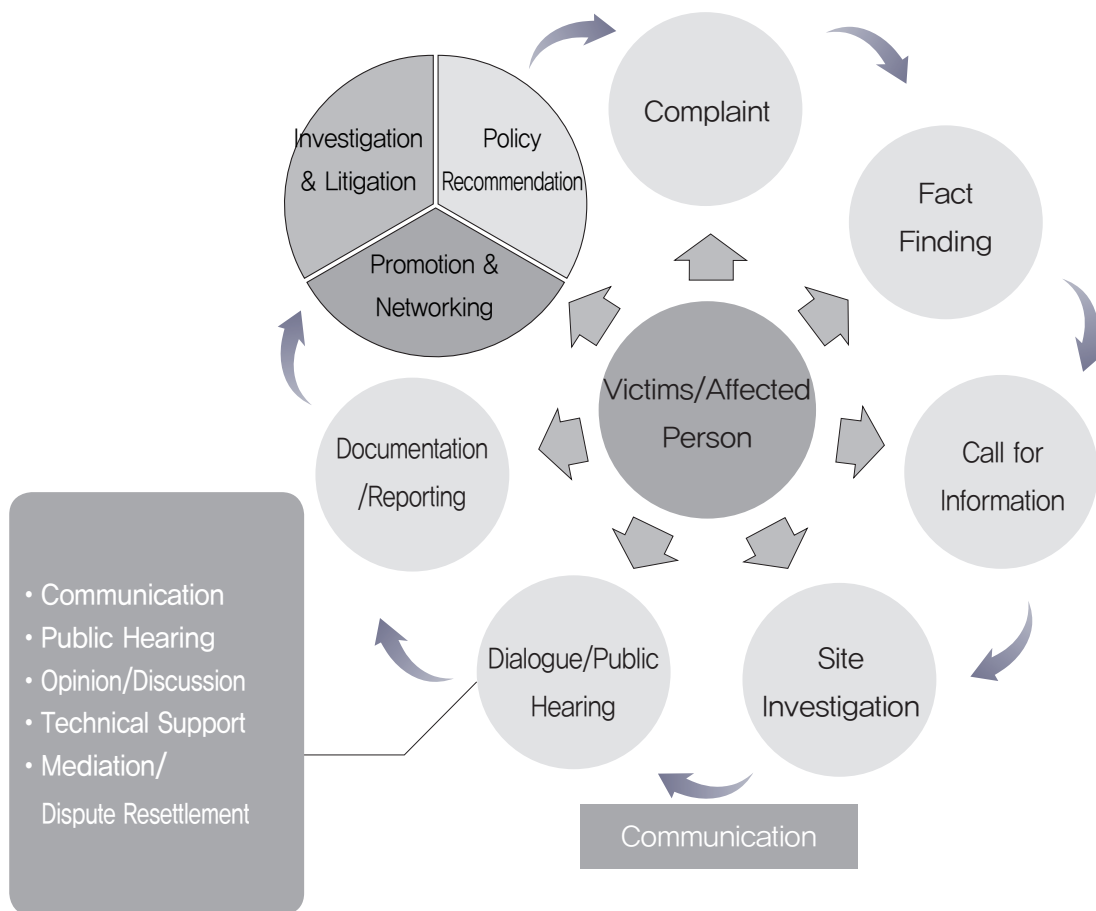 Complaint
Investigation
& Litigation
Policy
Recommendation
Promotion &
Networking
Fact
Finding
Victims/Affected
Person
Call for
Information
Documentation
/Reporting
Site
Investigation
Dialogue/Public
Hearing
• Communication
• Public Hearing
• Opinion/Discussion
• Technical Support
• Mediation/
Dispute Resettlement
Communication